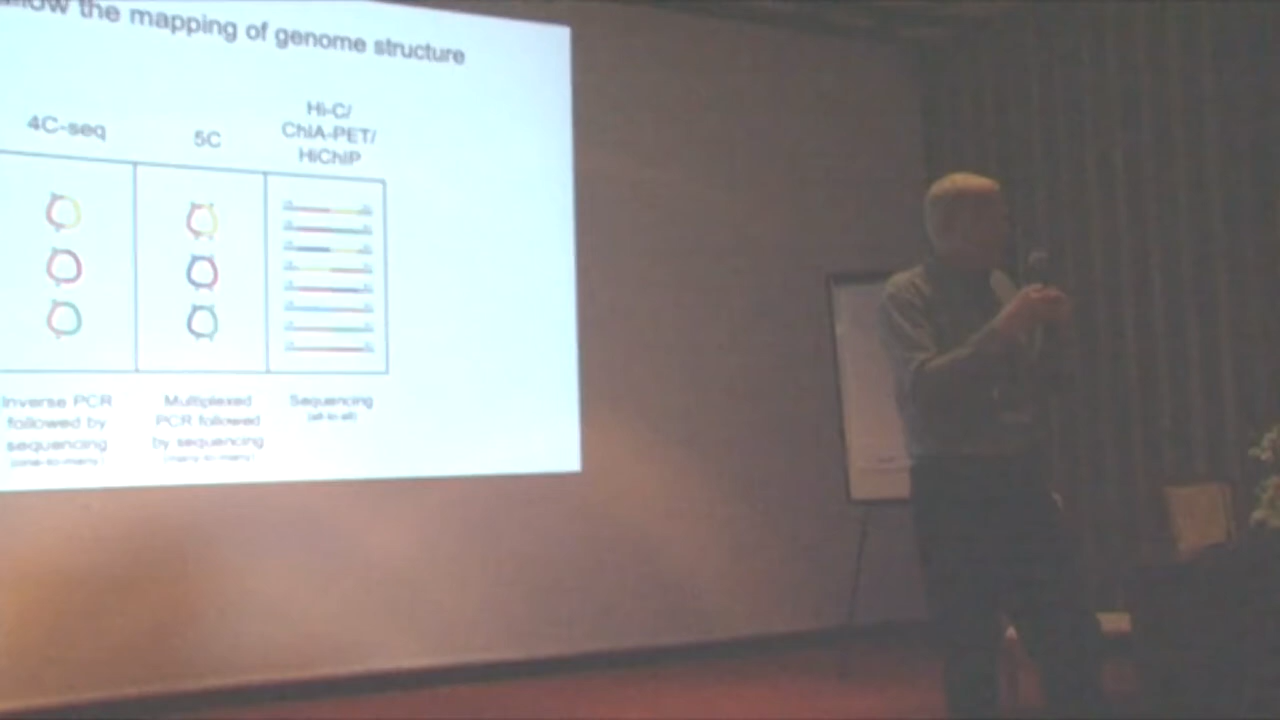 the mapping of genome structure
4C-seq
5C
Hi-C/
ChIA-PET/
HiChIP
Inverse PCR
followed by
sequencing
(one-to-many)
Multiplexed
PCR followed
by sequencing
(many-to-many)
Sequencing
(all-to-all)